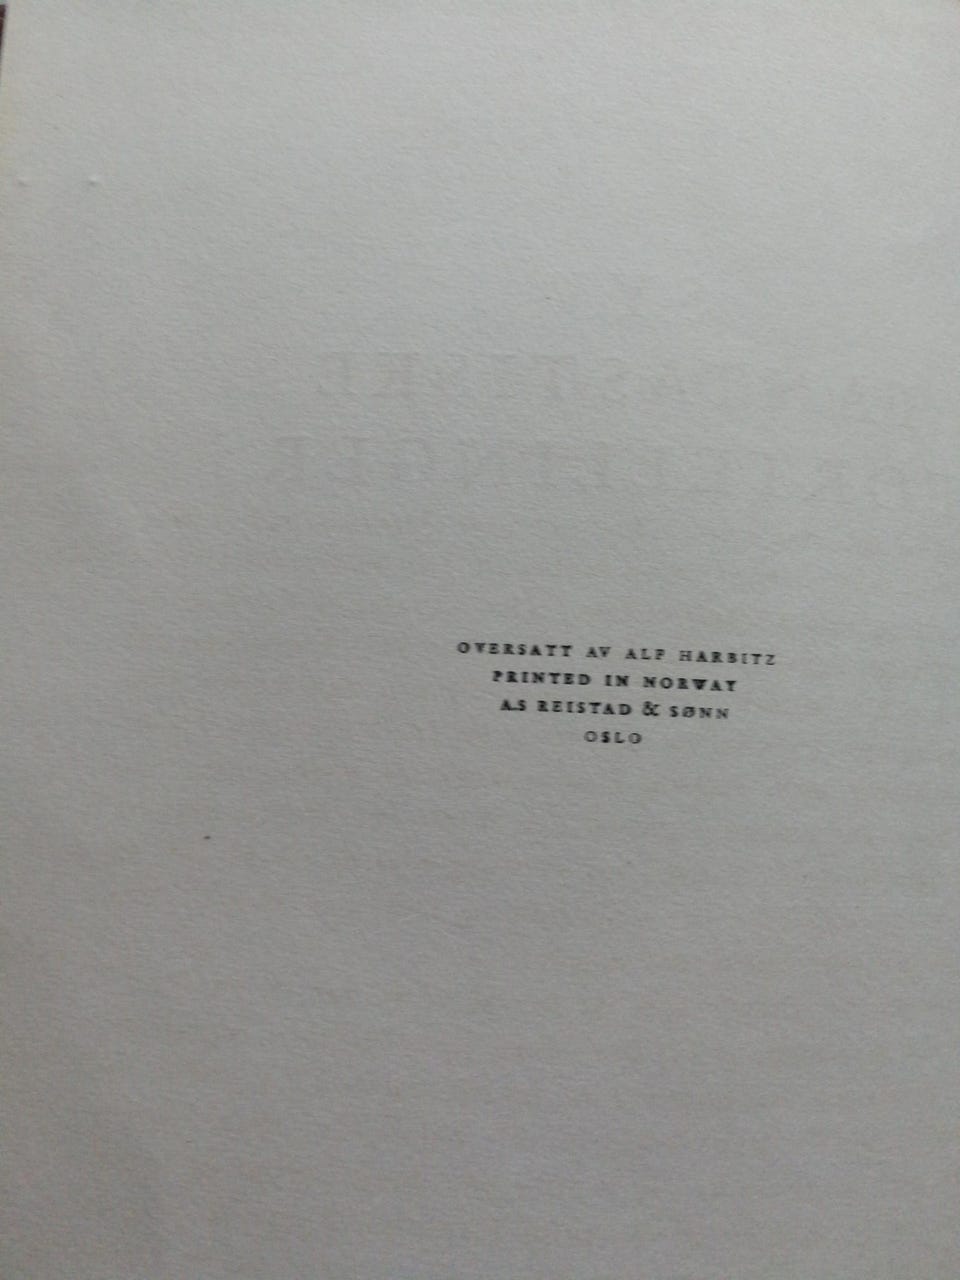 OVERSATT AV ALF HARBITZ
PRINTED IN NORWAY
A.S REISTAD & SØNN
OSLO